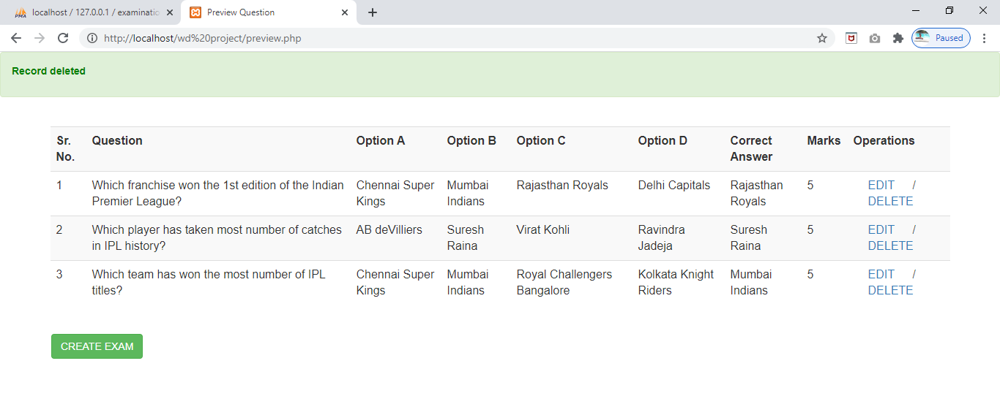 localhost / 127.0.0.1 / examinatio
Preview Question
http://localhost/wd%20project/preview.php
Paused
Record deleted
Sr. No. Question Option A Option B Option C Option D Correct Answer Marks Operations
1 Which franchise won the 1st edition of the Indian Premier League? Chennai Super Kings Mumbai Indians Rajasthan Royals Delhi Capitals Rajasthan Royals 5 EDIT / DELETE
2 Which player has taken most number of catches in IPL history? AB deVilliers Suresh Raina Virat Kohli Ravindra Jadeja Suresh Raina 5 EDIT / DELETE
3 Which team has won the most number of IPL titles? Chennai Super Kings Mumbai Indians Royal Challengers Bangalore Kolkata Knight Riders Mumbai Indians 5 EDIT / DELETE
CREATE EXAM